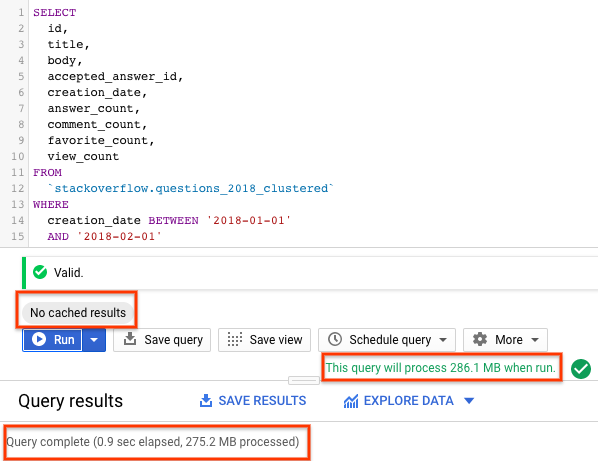 1 SELECT
2 id,
3 title,
4 body,
5 accepted_answer_id,
6 creation_date,
7 answer_count,
8 comment_count,
9 favorite_count,
10 view_count
11 FROM
12 `stackoverflow.questions_2018_clustered`
13 WHERE
14 creation_date BETWEEN '2018-01-01'
15 AND '2018-02-01'
Valid.
No cached results
Run Save query Save view Schedule query More
This query will process 286.1 MB when run.
Query results SAVE RESULTS EXPLORE DATA
Query complete (0.9 sec elapsed, 275.2 MB processed)